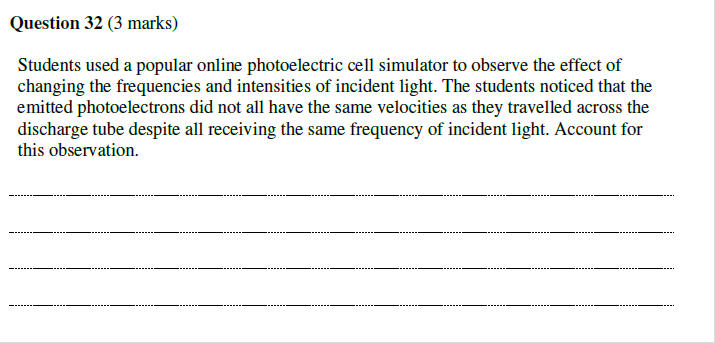 Question 32 (3 marks)
Students used a popular online photoelectric cell simulator to observe the effect of
changing the frequencies and intensities of incident light. The students noticed that the
emitted photoelectrons did not all have the same velocities as they travelled across the
discharge tube despite all receiving the same frequency of incident light. Account for
this observation.